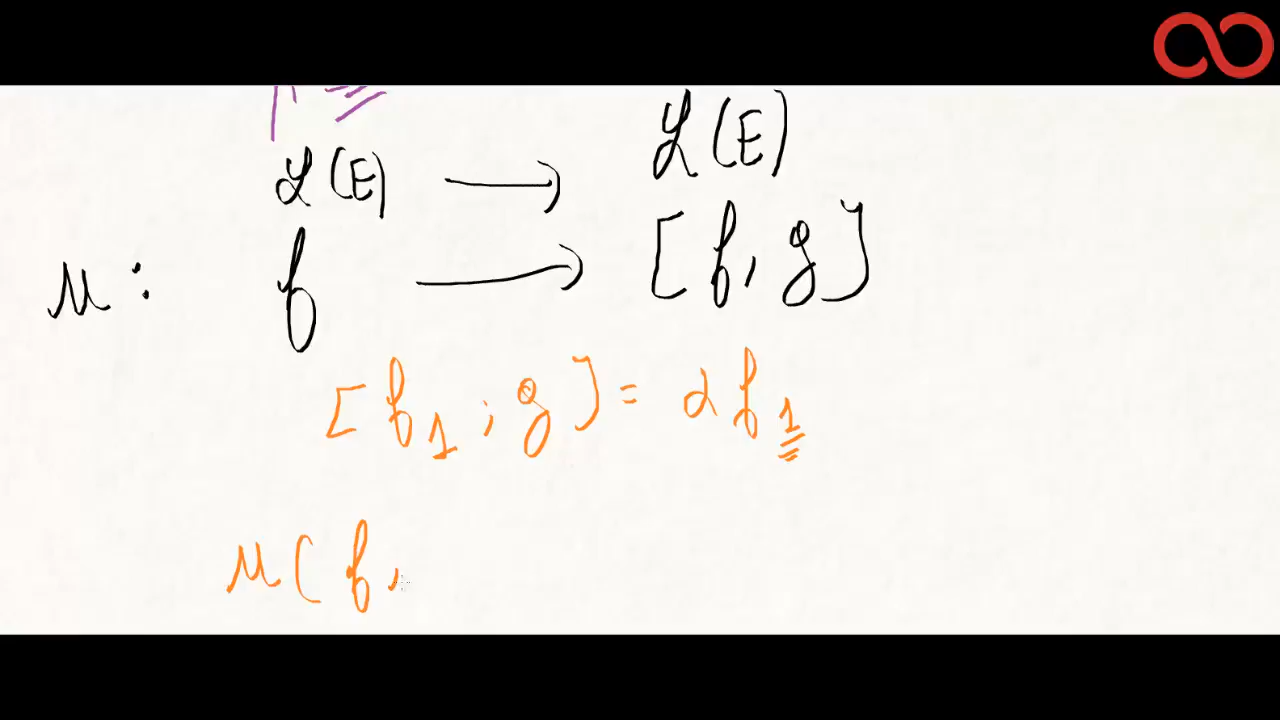 ℒ(E) → ℒ(E)
u : f → [f, g]
[f₁ ; g] = α f₁
u( f